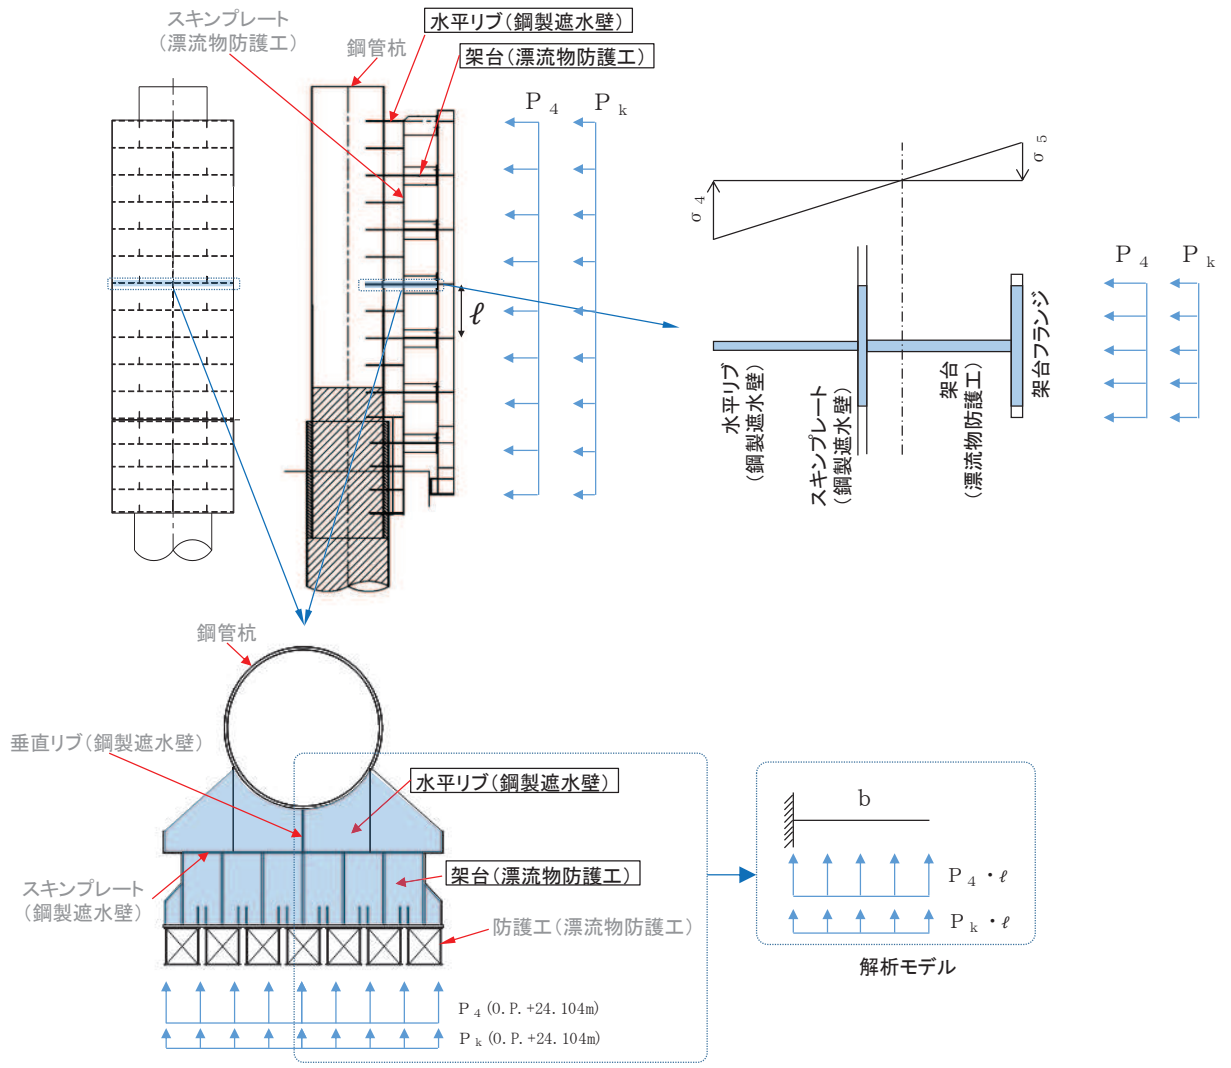 スキンプレート
(漂流物防護工)
鋼管杭
水平リブ(鋼製遮水壁)
架台(漂流物防護工)
P 4
P k
ℓ
σ 4
σ 5
P 4
P k
水平リブ
(鋼製遮水壁)
スキンプレート
(鋼製遮水壁)
架台
(漂流物防護工)
架台フランジ
鋼管杭
垂直リブ(鋼製遮水壁)
水平リブ(鋼製遮水壁)
架台(漂流物防護工)
スキンプレート
(鋼製遮水壁)
防護工(漂流物防護工)
P 4 (O.P.+24.104m)
P k (O.P.+24.104m)
b
P 4 ・ℓ
P k ・ℓ
解析モデル